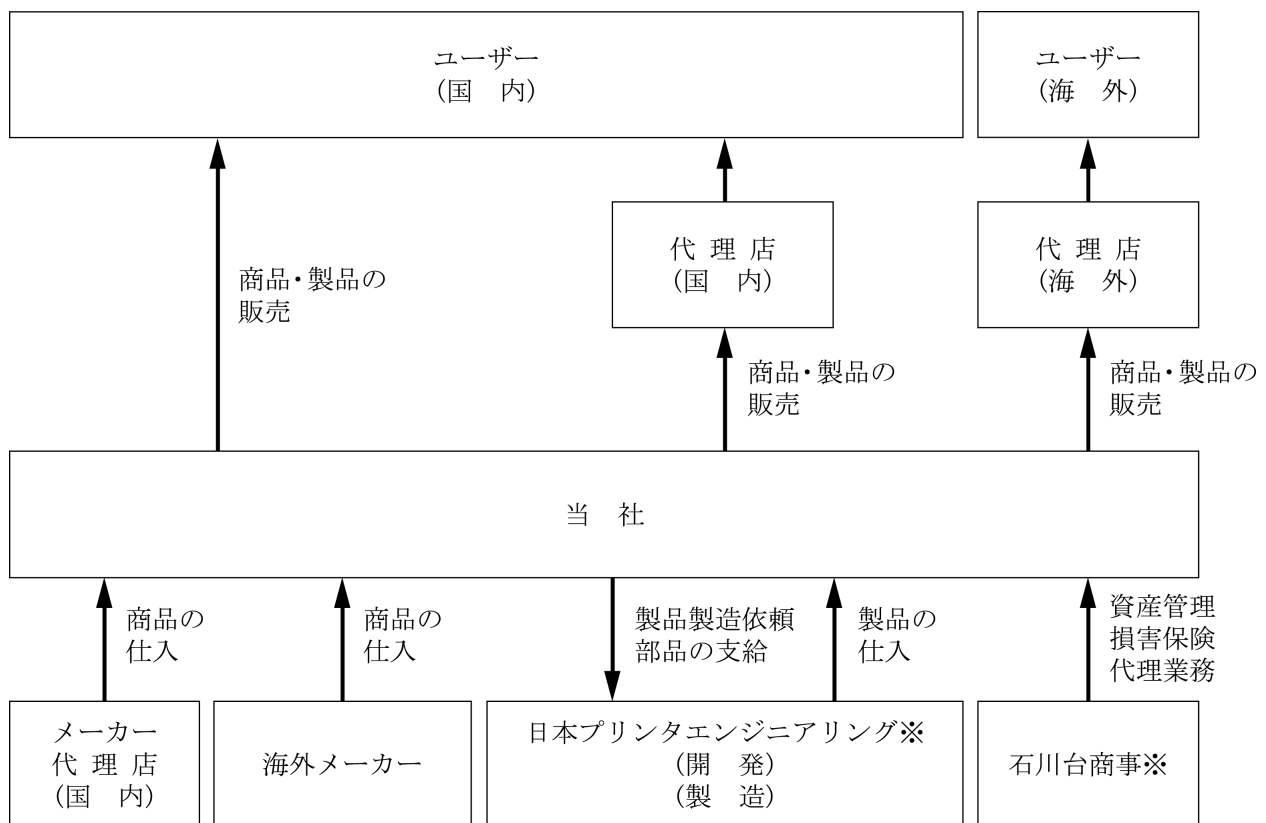 ユーザー
(国 内)
ユーザー
(海 外)
代 理 店
(国 内)
代 理 店
(海 外)
商品・製品の
販売
商品・製品の
販売
商品・製品の
販売
当 社
商品の
仕入
商品の
仕入
製品製造依頼
部品の支給
製品の
仕入
資産管理
損害保険
代理業務
メーカー
代 理 店
(国 内)
海外メーカー
日本プリンタエンジニアリング※
(開 発)
(製 造)
石川台商事※